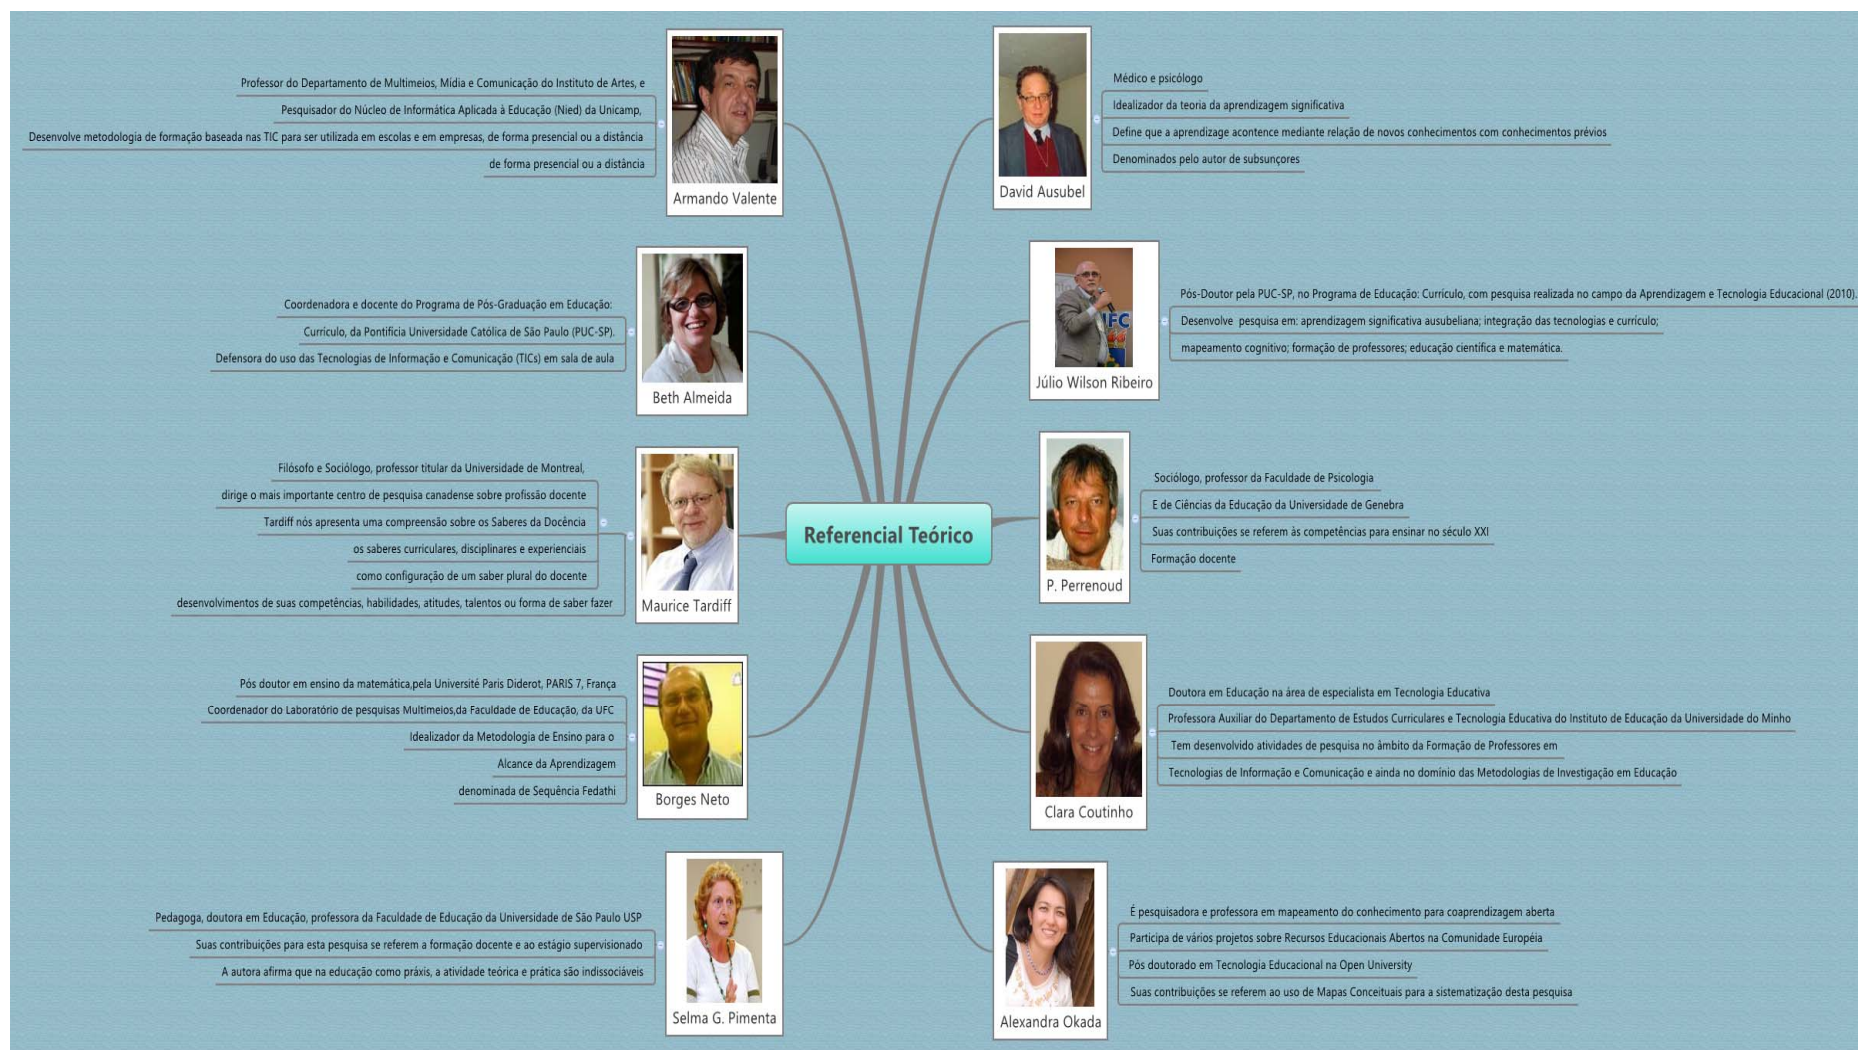 Professor do Departamento de Multimeios, Mídia e Comunicação do Instituto de Artes, e
Pesquisador do Núcleo de Informática Aplicada à Educação (Nied) da Unicamp,
Desenvolve metodologia de formação baseada nas TIC para ser utilizada em escolas e em empresas, de forma presencial ou a distância
de forma presencial ou a distância
Armando Valente
Coordenadora e docente do Programa de Pós-Graduação em Educação:
Currículo, da Pontifícia Universidade Católica de São Paulo (PUC-SP).
Defensora do uso das Tecnologias de Informação e Comunicação (TICs) em sala de aula
Beth Almeida
Filósofo e Sociólogo, professor titular da Universidade de Montreal,
dirige o mais importante centro de pesquisa canadense sobre profissão docente
Tardiff nós apresenta uma compreensão sobre os Saberes da Docência
os saberes curriculares, disciplinares e experienciais
como configuração de um saber plural do docente
desenvolvimentos de suas competências, habilidades, atitudes, talentos ou forma de saber fazer
Maurice Tardiff
Pós doutor em ensino da matemática,pela Université Paris Diderot, PARIS 7, França
Coordenador do Laboratório de pesquisas Multimeios,da Faculdade de Educação, da UFC
Idealizador da Metodologia de Ensino para o
Alcance da Aprendizagem
denominada de Sequência Fedathi
Borges Neto
Pedagoga, doutora em Educação, professora da Faculdade de Educação da Universidade de São Paulo USP
Suas contribuições para esta pesquisa se referem a formação docente e ao estágio supervisionado
A autora afirma que na educação como práxis, a atividade teórica e prática são indissociáveis
Selma G. Pimenta
Referencial Teórico
David Ausubel
Médico e psicólogo
Idealizador da teoria da aprendizagem significativa
Define que a aprendizage acontence mediante relação de novos conhecimentos com conhecimentos prévios
Denominados pelo autor de subsunçores
IFC
Júlio Wilson Ribeiro
Pós-Doutor pela PUC-SP, no Programa de Educação: Currículo, com pesquisa realizada no campo da Aprendizagem e Tecnologia Educacional (2010).
Desenvolve pesquisa em: aprendizagem significativa ausubeliana; integração das tecnologias e currículo;
mapeamento cognitivo; formação de professores; educação científica e matemática.
P. Perrenoud
Sociólogo, professor da Faculdade de Psicologia
E de Ciências da Educação da Universidade de Genebra
Suas contribuições se referem às competências para ensinar no século XXI
Formação docente
Clara Coutinho
Doutora em Educação na área de especialista em Tecnologia Educativa
Professora Auxiliar do Departamento de Estudos Curriculares e Tecnologia Educativa do Instituto de Educação da Universidade do Minho
Tem desenvolvido atividades de pesquisa no âmbito da Formação de Professores em
Tecnologias de Informação e Comunicação e ainda no domínio das Metodologias de Investigação em Educação
Alexandra Okada
É pesquisadora e professora em mapeamento do conhecimento para coaprendizagem aberta
Participa de vários projetos sobre Recursos Educacionais Abertos na Comunidade Européia
Pós doutorado em Tecnologia Educacional na Open University
Suas contribuições se referem ao uso de Mapas Conceituais para a sistematização desta pesquisa